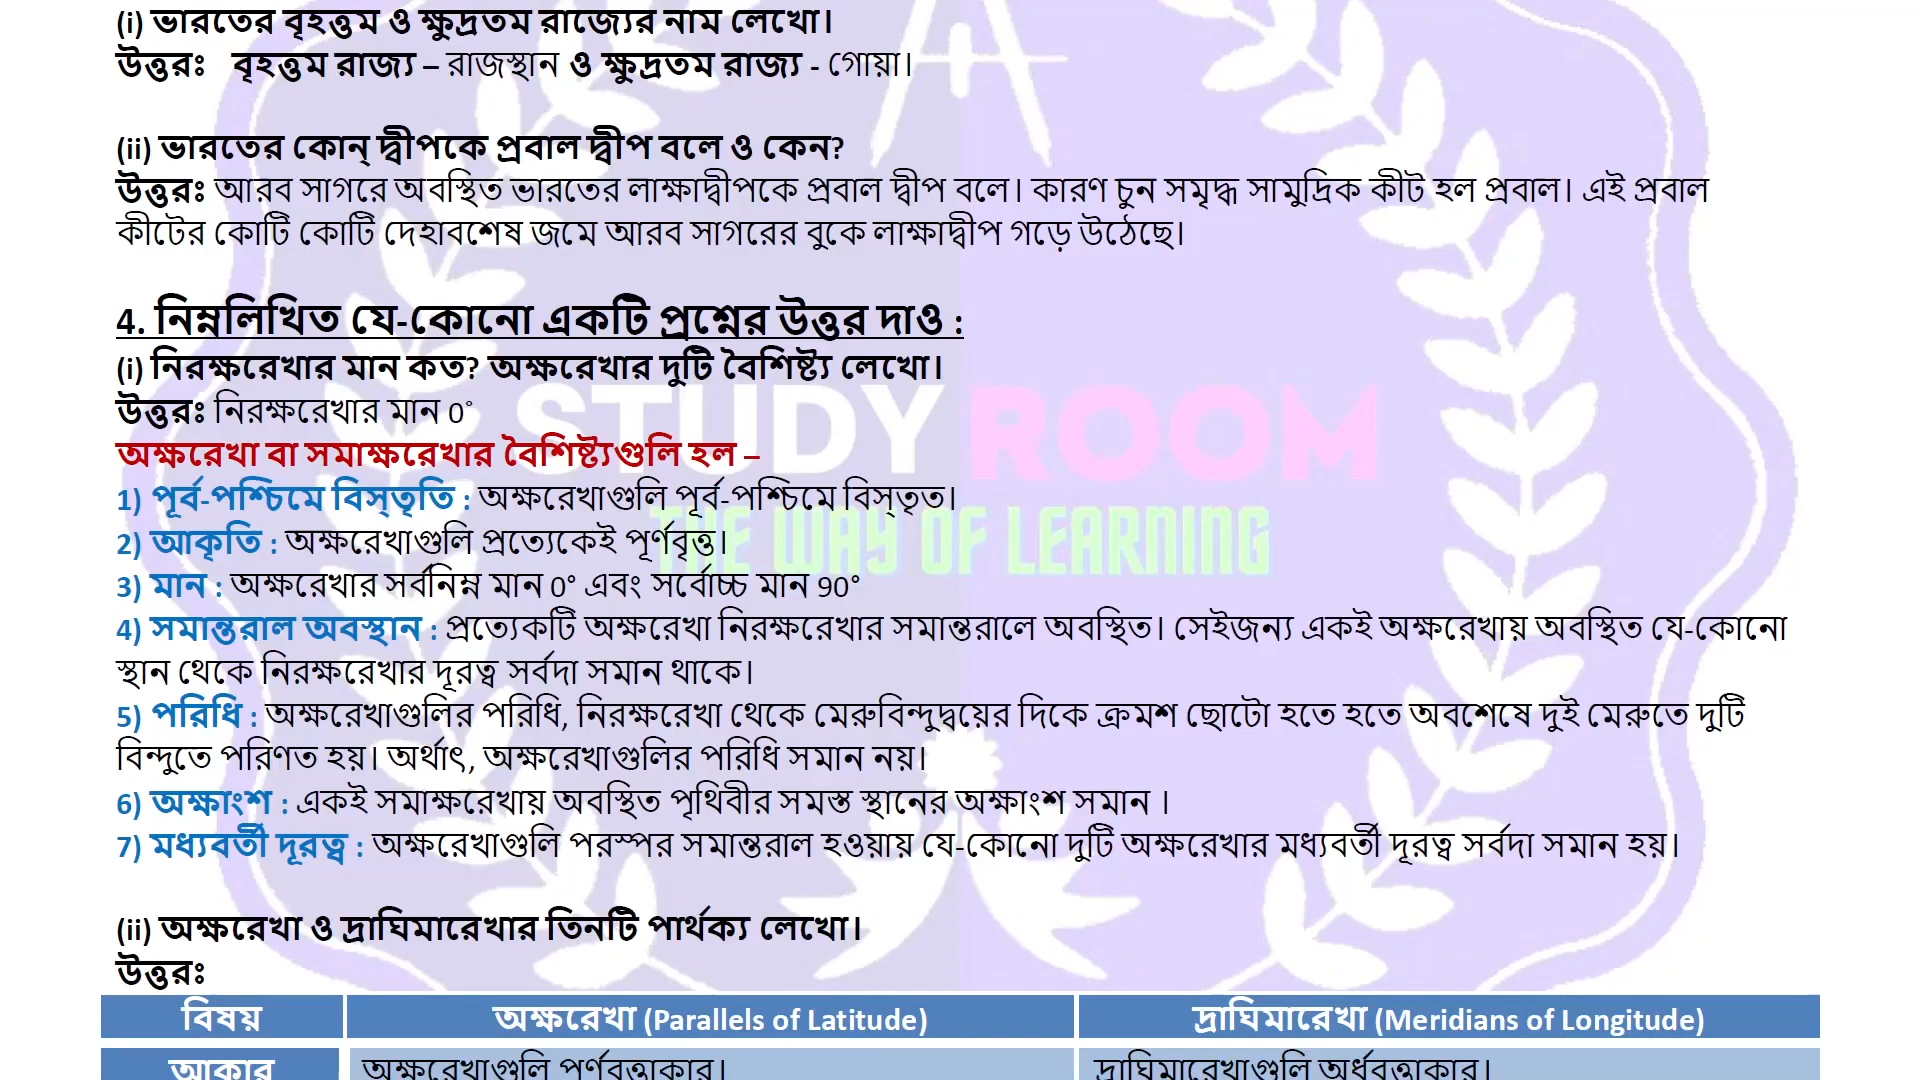 (i) ভারতের বৃহত্তম ও ক্ষুদ্রতম রাজ্যের নাম লেখো।
উত্তরঃ বৃহত্তম রাজ্য – রাজস্থান ও ক্ষুদ্রতম রাজ্য - গোয়া।
(ii) ভারতের কোন্ দ্বীপকে প্রবাল দ্বীপ বলে ও কেন?
উত্তরঃ আরব সাগরে অবস্থিত ভারতের লাক্ষাদ্বীপকে প্রবাল দ্বীপ বলে। কারণ চুন সমৃদ্ধ সামুদ্রিক কীট হল প্রবাল। এই প্রবাল
কীটের কোটি কোটি দেহাবশেষ জমে আরব সাগরের বুকে লাক্ষাদ্বীপ গড়ে উঠেছে।
4. নিম্নলিখিত যে-কোনো একটি প্রশ্নের উত্তর দাও :
(i) নিরক্ষরেখার মান কত? অক্ষরেখার দুটি বৈশিষ্ট্য লেখো।
উত্তরঃ নিরক্ষরেখার মান 0°
STUDY ROOM
অক্ষরেখা বা সমাক্ষরেখার বৈশিষ্ট্যগুলি হল –
1) পূর্ব-পশ্চিমে বিস্তৃতি : অক্ষরেখাগুলি পূর্ব-পশ্চিমে বিস্তৃত।
2) আকৃতি : অক্ষরেখাগুলি প্রত্যেকেই পূর্ণবৃত্ত।
THE WAY OF LEARNING
3) মান : অক্ষরেখার সর্বনিম্ন মান 0° এবং সর্বোচ্চ মান 90°
4) সমান্তরাল অবস্থান : প্রত্যেকটি অক্ষরেখা নিরক্ষরেখার সমান্তরালে অবস্থিত। সেইজন্য একই অক্ষরেখায় অবস্থিত যে-কোনো
স্থান থেকে নিরক্ষরেখার দূরত্ব সর্বদা সমান থাকে।
5) পরিধি : অক্ষরেখাগুলির পরিধি, নিরক্ষরেখা থেকে মেরুবিন্দুদ্বয়ের দিকে ক্রমশ ছোটো হতে হতে অবশেষে দুই মেরুতে দুটি
বিন্দুতে পরিণত হয়। অর্থাৎ, অক্ষরেখাগুলির পরিধি সমান নয়।
6) অক্ষাংশ : একই সমাক্ষরেখায় অবস্থিত পৃথিবীর সমস্ত স্থানের অক্ষাংশ সমান ।
7) মধ্যবর্তী দূরত্ব : অক্ষরেখাগুলি পরস্পর সমান্তরাল হওয়ায় যে-কোনো দুটি অক্ষরেখার মধ্যবর্তী দূরত্ব সর্বদা সমান হয়।
(ii) অক্ষরেখা ও দ্রাঘিমারেখার তিনটি পার্থক্য লেখো।
উত্তরঃ
বিষয় অক্ষরেখা (Parallels of Latitude) দ্রাঘিমারেখা (Meridians of Longitude)
আকার অক্ষরেখাগুলি পূর্ণবৃত্তাকার। দ্রাঘিমারেখাগুলি অর্ধবৃত্তাকার।